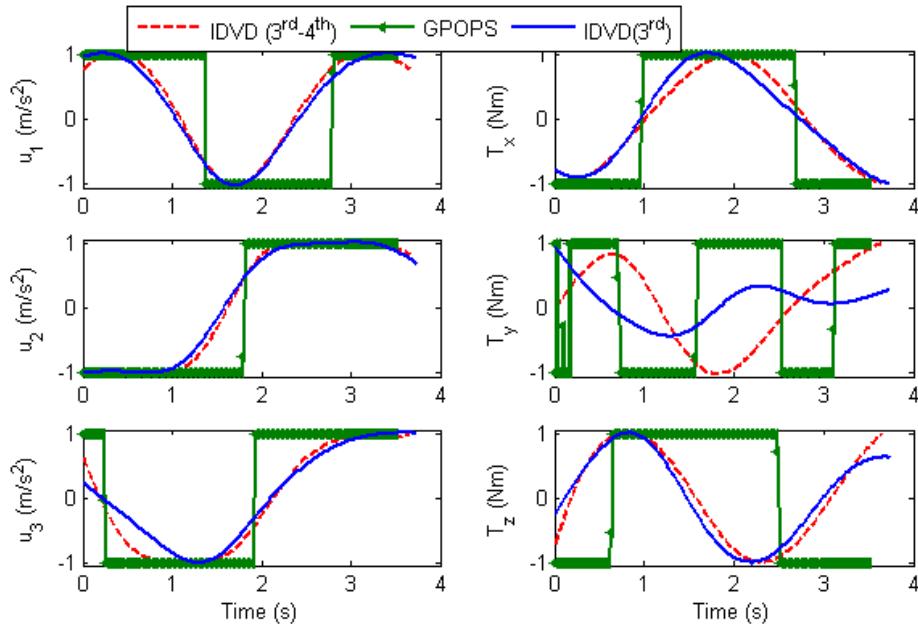 IDVD (3rd-4th) GPOPS IDVD(3rd)
u1 (m/s2)
1
0
-1
0 1 2 3 4
Tx (Nm)
1
0
-1
0 1 2 3 4
u2 (m/s2)
1
0
-1
0 1 2 3 4
Ty (Nm)
1
0
-1
0 1 2 3 4
u3 (m/s2)
1
0
-1
0 1 2 3 4
Time (s)
Tz (Nm)
1
0
-1
0 1 2 3 4
Time (s)